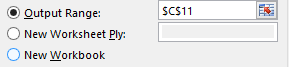 Output Range: $C$11
New Worksheet Ply:
New Workbook